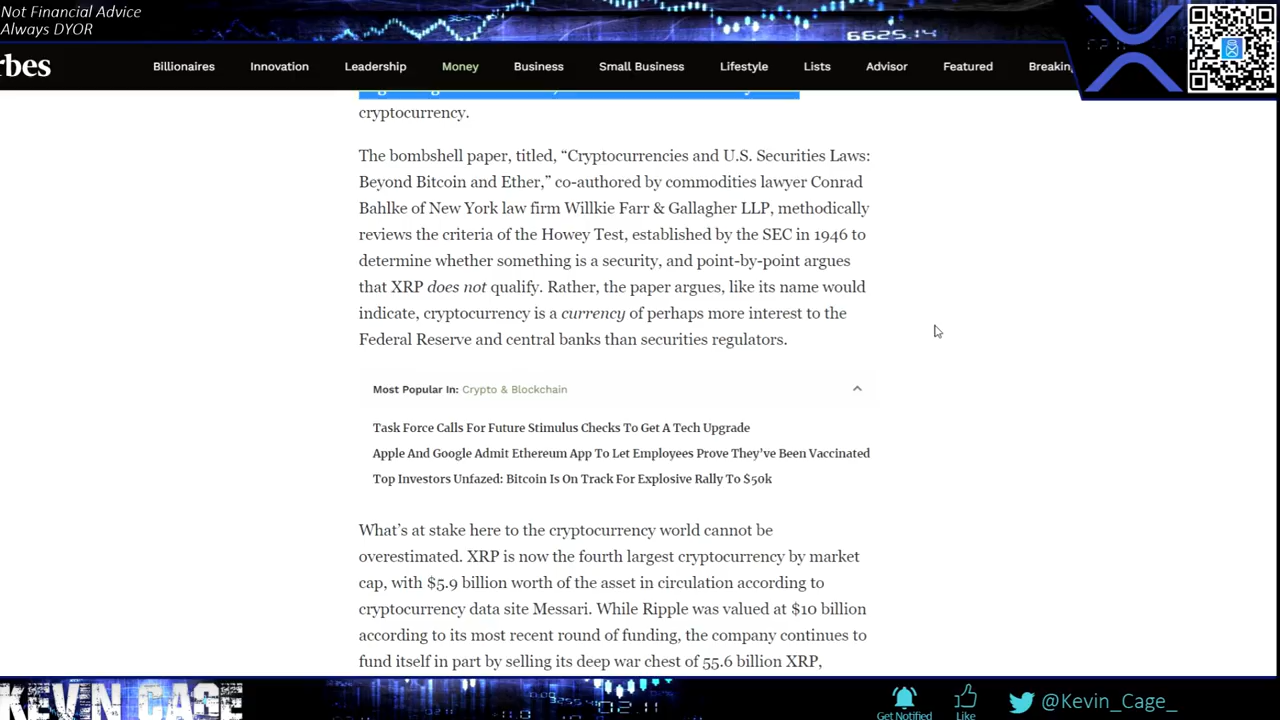 Not Financial Advice
Always DYOR
6625.14
rbes
Billionaires Innovation Leadership Money Business Small Business Lifestyle Lists Advisor Featured
cryptocurrency.
The bombshell paper, titled, “Cryptocurrencies and U.S. Securities Laws:
Beyond Bitcoin and Ether,” co-authored by commodities lawyer Conrad
Bahlke of New York law firm Willkie Farr & Gallagher LLP, methodically
reviews the criteria of the Howey Test, established by the SEC in 1946 to
determine whether something is a security, and point-by-point argues
that XRP does not qualify. Rather, the paper argues, like its name would
indicate, cryptocurrency is a currency of perhaps more interest to the
Federal Reserve and central banks than securities regulators.
Most Popular In: Crypto & Blockchain
Task Force Calls For Future Stimulus Checks To Get A Tech Upgrade
Apple And Google Admit Ethereum App To Let Employees Prove They’ve Been Vaccinated
Top Investors Unfazed: Bitcoin Is On Track For Explosive Rally To $50k
What’s at stake here to the cryptocurrency world cannot be
overestimated. XRP is now the fourth largest cryptocurrency by market
cap, with $5.9 billion worth of the asset in circulation according to
cryptocurrency data site Messari. While Ripple was valued at $10 billion
according to its most recent round of funding, the company continues to
fund itself in part by selling its deep war chest of 55.6 billion XRP,
KEVIN CAGE
Get Notified
Like
@Kevin_Cage_